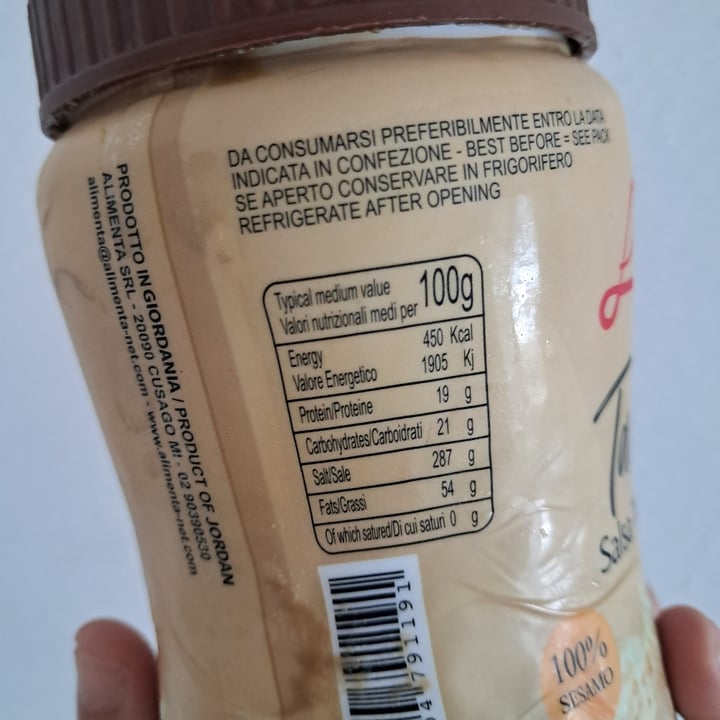 DA CONSUMARSI PREFERIBILMENTE ENTRO LA DATA
INDICATA IN CONFEZIONE - BEST BEFORE = SEE PACK
SE APERTO CONSERVARE IN FRIGORIFERO
REFRIGERATE AFTER OPENING
PRODOTTO IN GIORDANIA / PRODUCT OF JORDAN
ALIMENTA SRL - 20090 CUSAGO MI - 02 90390530
alimenta@alimenta-net.com - www.alimenta-net.com
Typical medium value
Valori nutrizionali medi per 100g
Energy 450 Kcal
Valore Energetico 1905 Kj
Protein/Proteine 19 g
Carbohydrates/Carboidrati 21 g
Salt/Sale 287 g
Fats/Grassi 54 g
Of which satured/Di cui saturi 0 g
100%
SESAMO